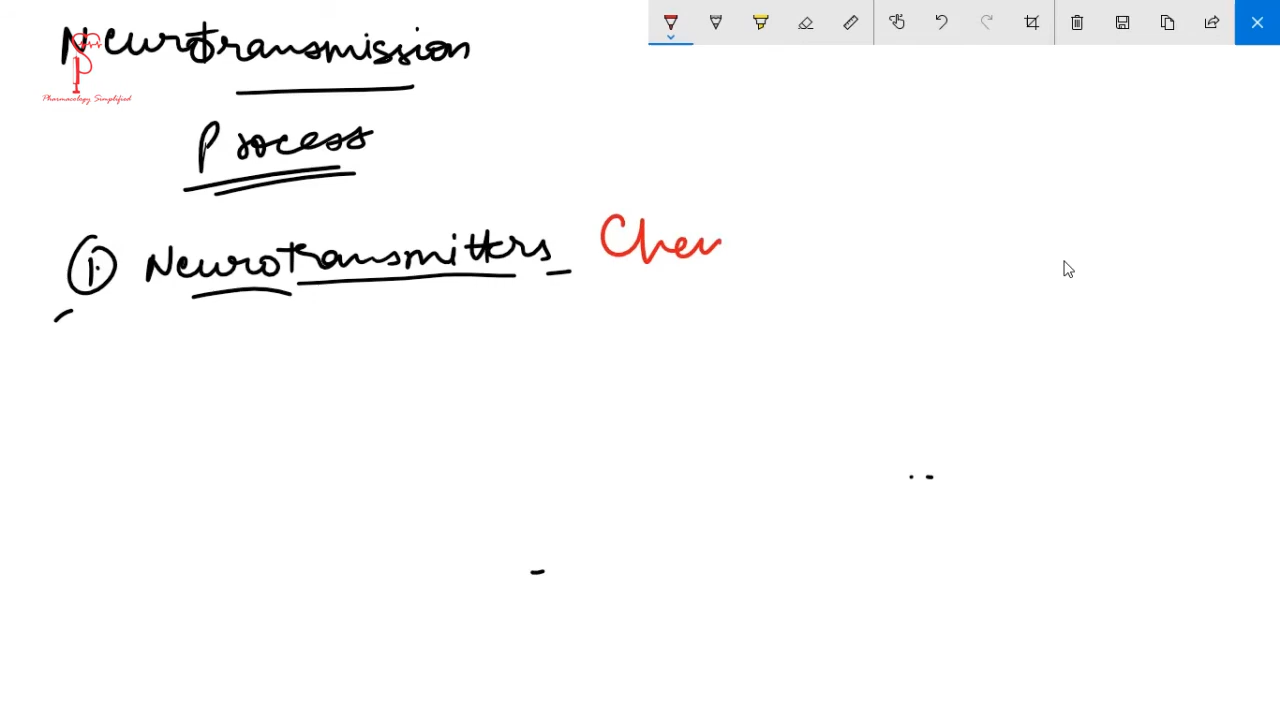 Neurotransmission
Pharmacology Simplified
Process
1. Neurotransmitters Chem